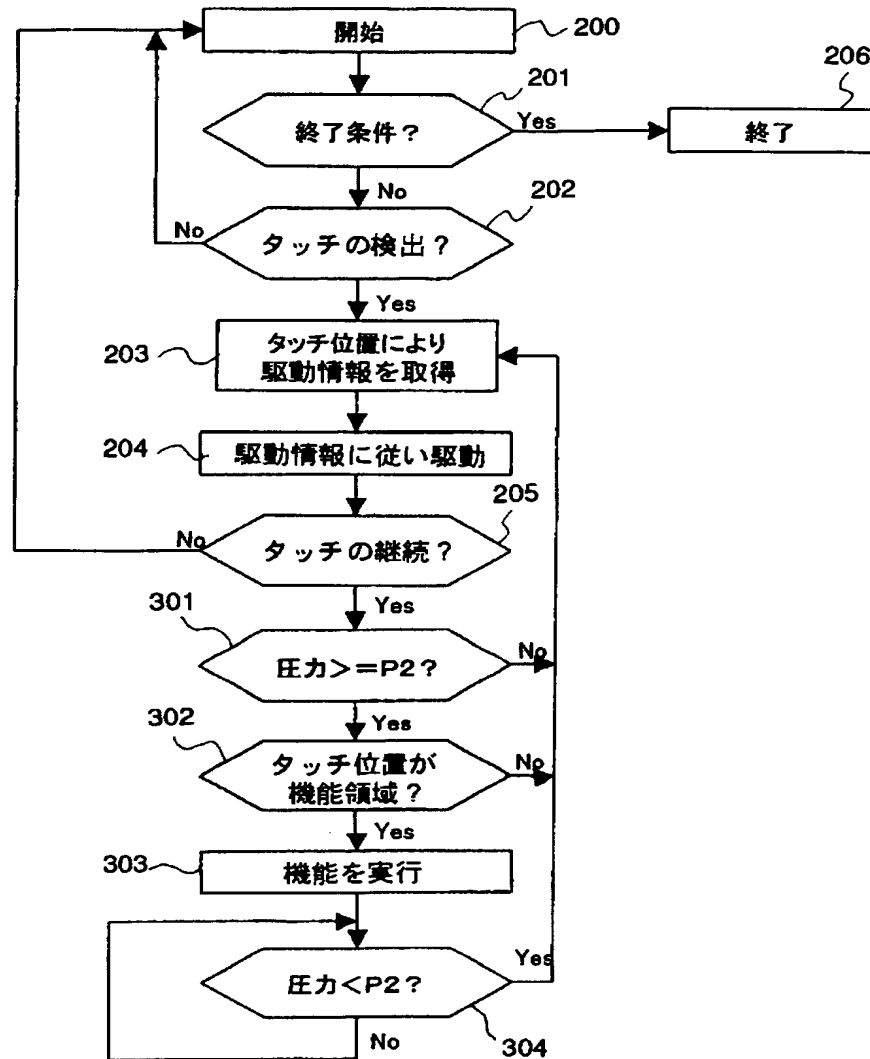 開始
200
206
201
終了条件?
Yes
終了
No
202
No
タッチの検出?
Yes
203
タッチ位置により
駆動情報を取得
204
駆動情報に従い駆動
205
No
タッチの継続?
Yes
301
圧力>=P2?
No
302
Yes
タッチ位置が
機能領域?
No
Yes
303
機能を実行
圧力<P2?
Yes
No
304